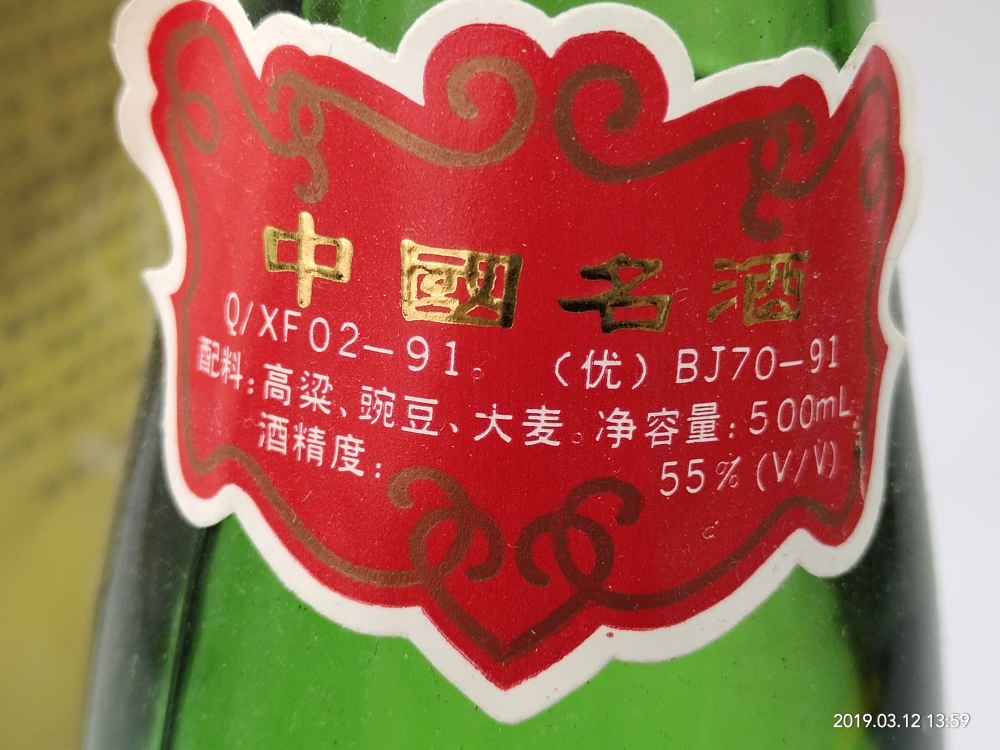 中國名酒
Q/XF02-91。 （优）BJ70-91
配料:高粱、豌豆、大麦。净容量:500mL
酒精度: 55%(V/V)
2019.03.12 13:59